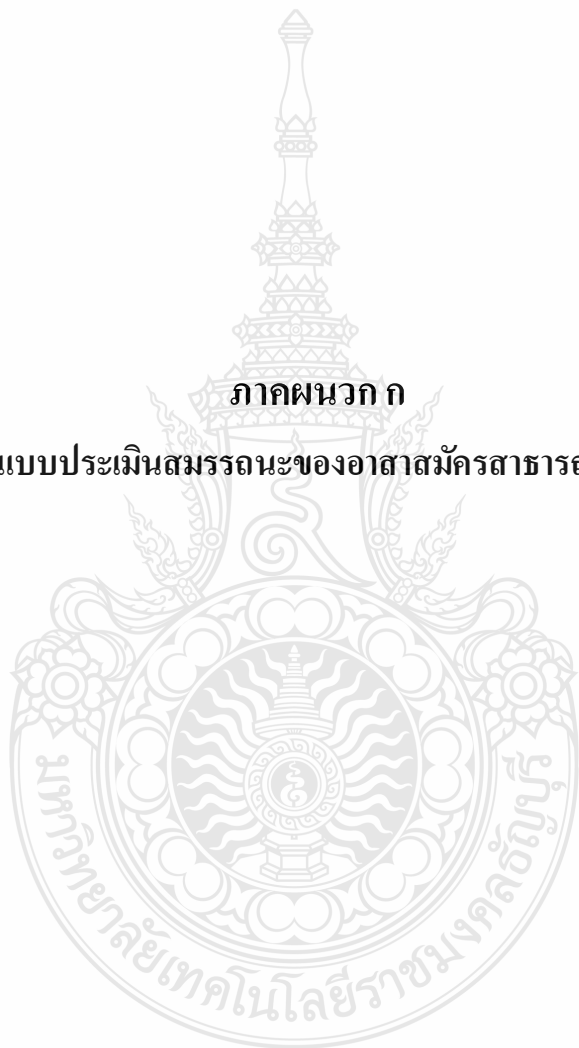 ภาคผนวก ก
แบบประเมินสมรรถนะของอาสาสมัครสาธารณ
มหาวิทยาลัยเทคโนโลยีราชมงคลธัญบุรี